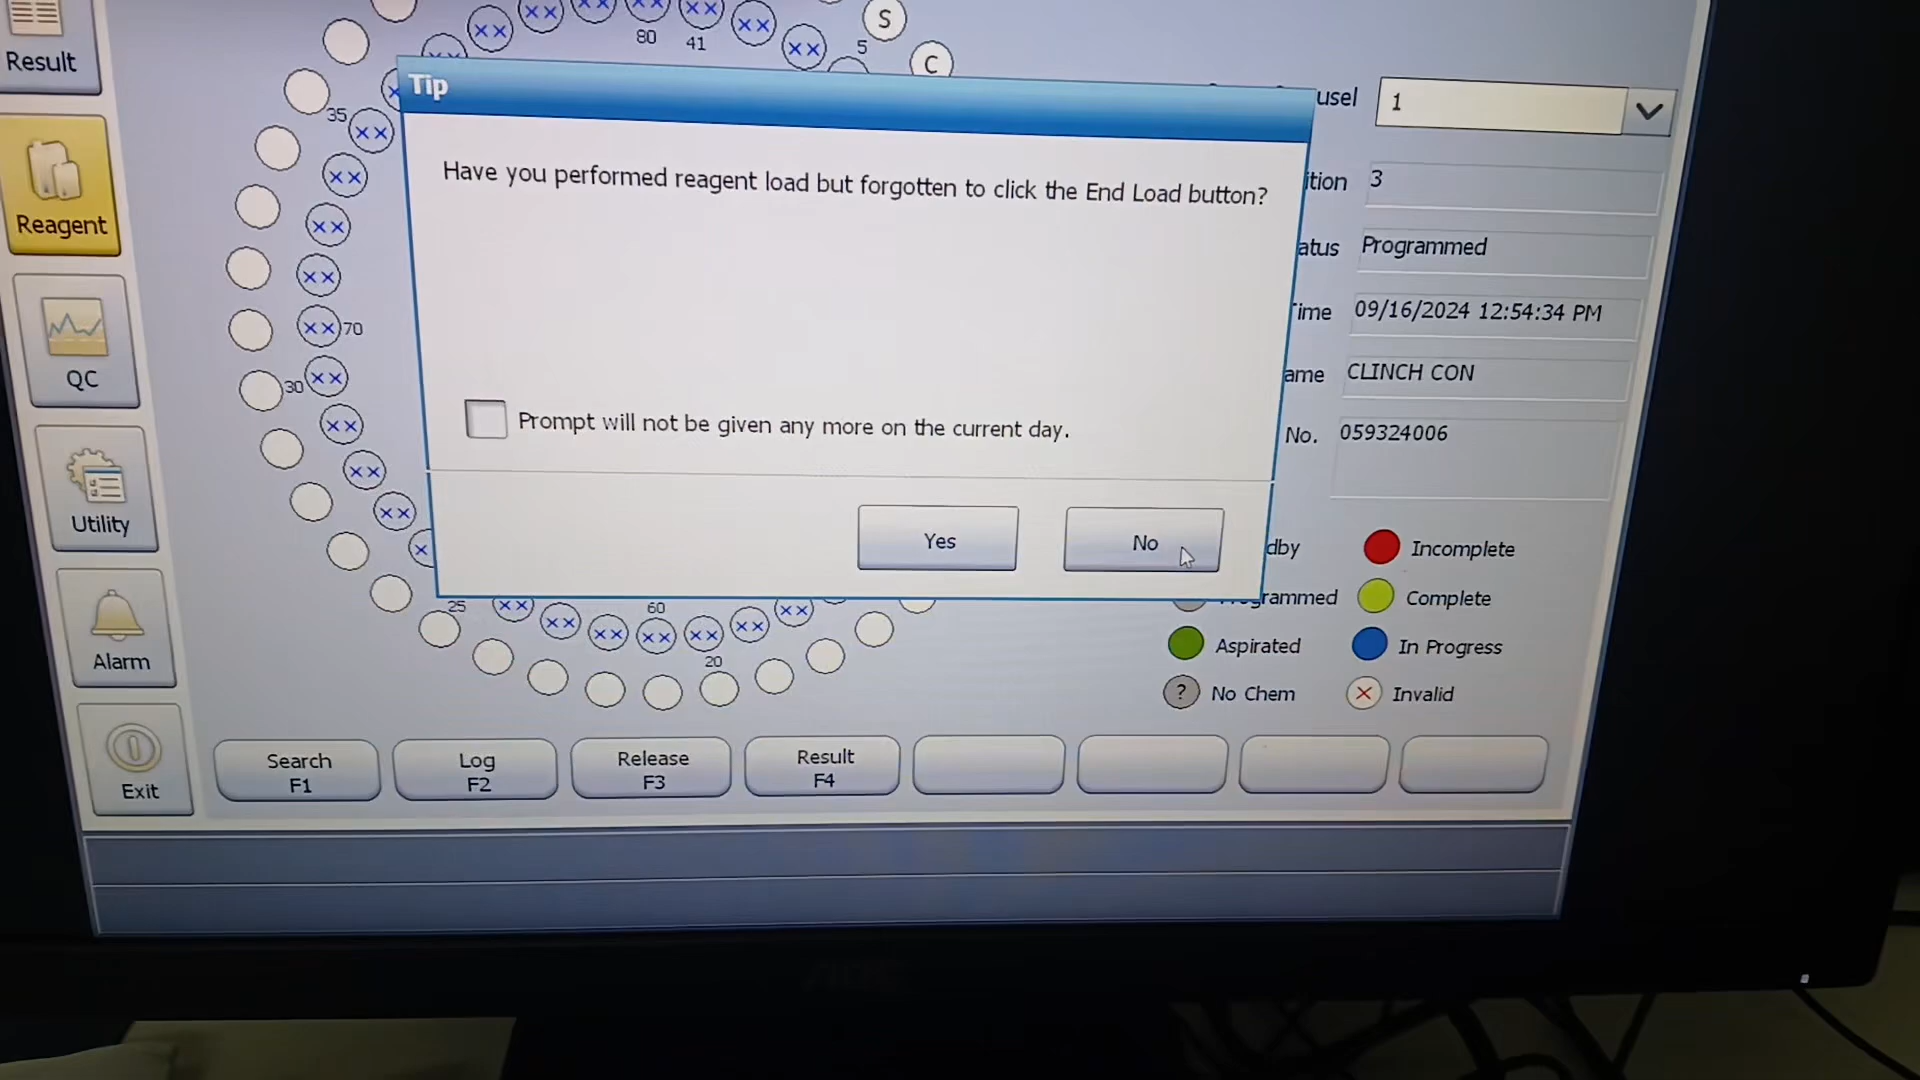 Result
Reagent
QC
Utility
Alarm
Exit
80
41
5
S
C
35
70
30
25
60
20
Tip
Have you performed reagent load but forgotten to click the End Load button?
Prompt will not be given any more on the current day.
Yes
No
usel
1
ition
3
atus
Programmed
Time
09/16/2024 12:54:34 PM
ame
CLINCH CON
No.
059324006
dby
Incomplete
grammed
Complete
Aspirated
In Progress
? No Chem
Invalid
Search
F1
Log
F2
Release
F3
Result
F4